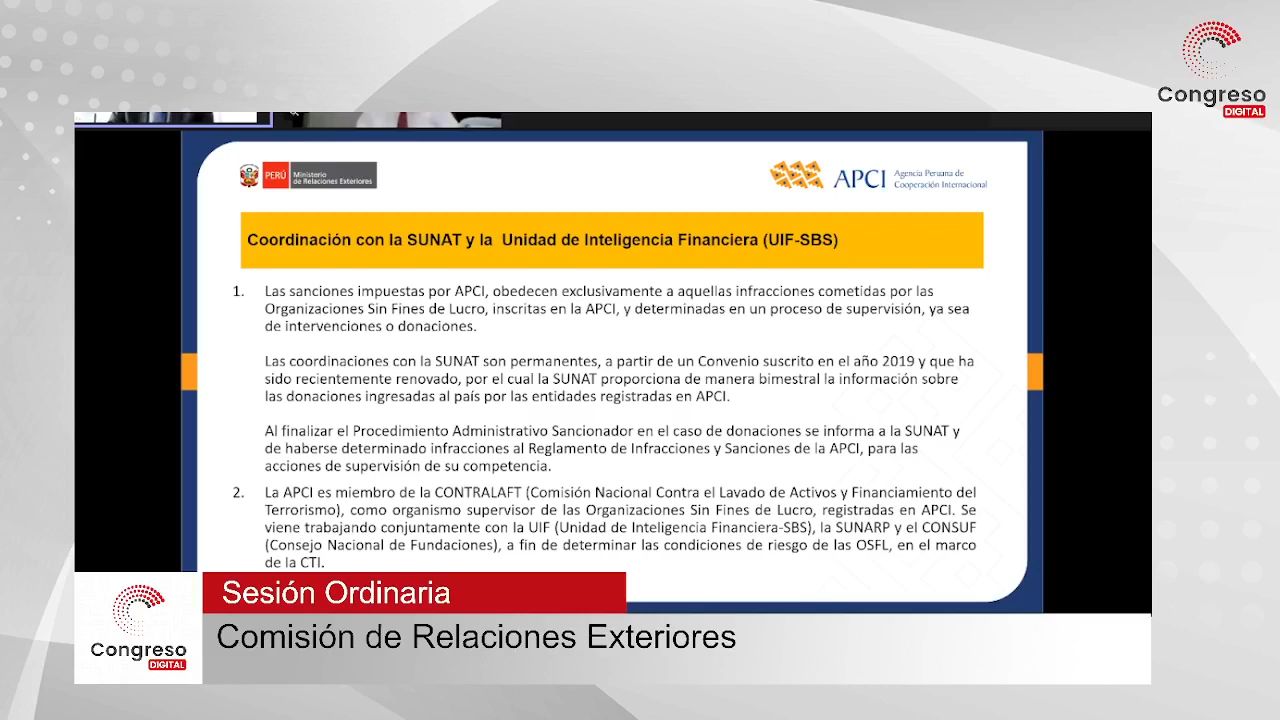 Congreso
DIGITAL
PERÚ
Ministerio
de Relaciones Exteriores
APCI
Agencia Peruana de
Cooperación Internacional
Coordinación con la SUNAT y la Unidad de Inteligencia Financiera (UIF-SBS)
1. Las sanciones impuestas por APCI, obedecen exclusivamente a aquellas infracciones cometidas por las
Organizaciones Sin Fines de Lucro, inscritas en la APCI, y determinadas en un proceso de supervisión, ya sea
de intervenciones o donaciones.
Las coordinaciones con la SUNAT son permanentes, a partir de un Convenio suscrito en el año 2019 y que ha
sido recientemente renovado, por el cual la SUNAT proporciona de manera bimestral la información sobre
las donaciones ingresadas al país por las entidades registradas en APCI.
Al finalizar el Procedimiento Administrativo Sancionador en el caso de donaciones se informa a la SUNAT y
de haberse determinado infracciones al Reglamento de Infracciones y Sanciones de la APCI, para las
acciones de supervisión de su competencia.
2. La APCI es miembro de la CONTRALAFT (Comisión Nacional Contra el Lavado de Activos y Financiamiento del
Terrorismo), como organismo supervisor de las Organizaciones Sin Fines de Lucro, registradas en APCI. Se
viene trabajando conjuntamente con la UIF (Unidad de Inteligencia Financiera-SBS), la SUNARP y el CONSUF
(Consejo Nacional de Fundaciones), a fin de determinar las condiciones de riesgo de las OSFL, en el marco
de la CTI.
Sesión Ordinaria
Comisión de Relaciones Exteriores
Congreso
DIGITAL